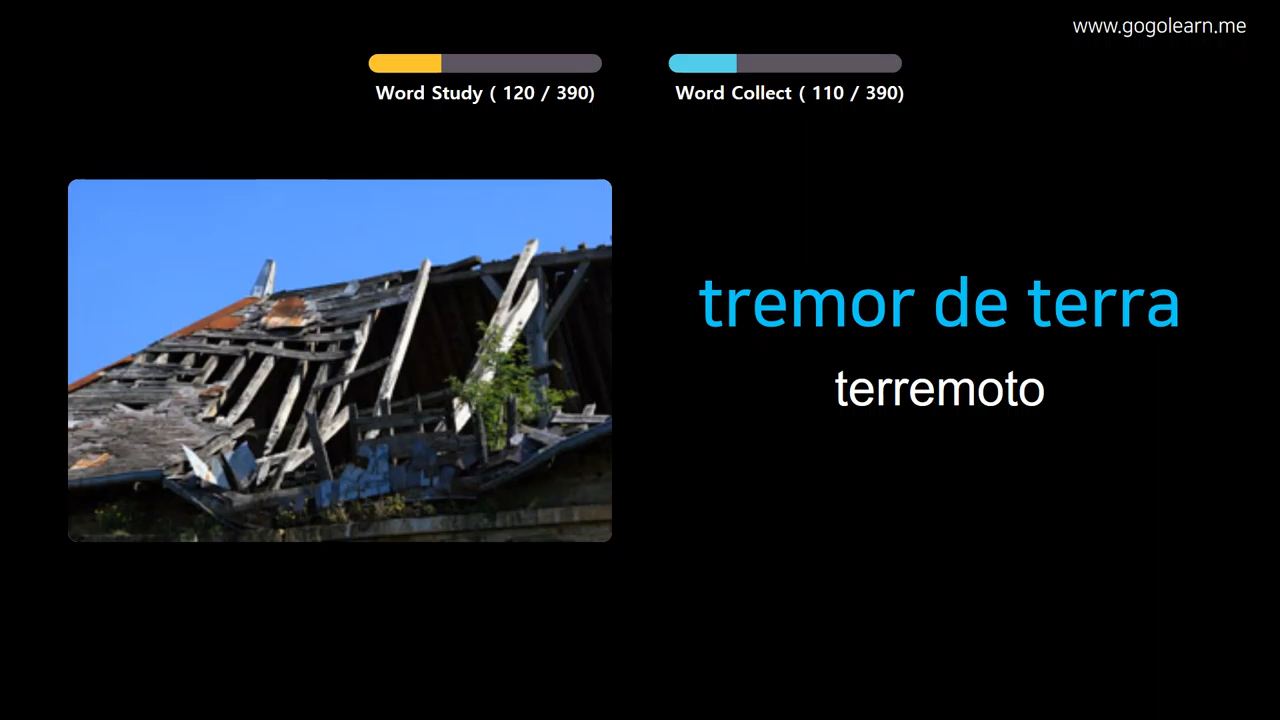 www.gogolearn.me
Word Study ( 120 / 390)
Word Collect ( 110 / 390)
tremor de terra
terremoto